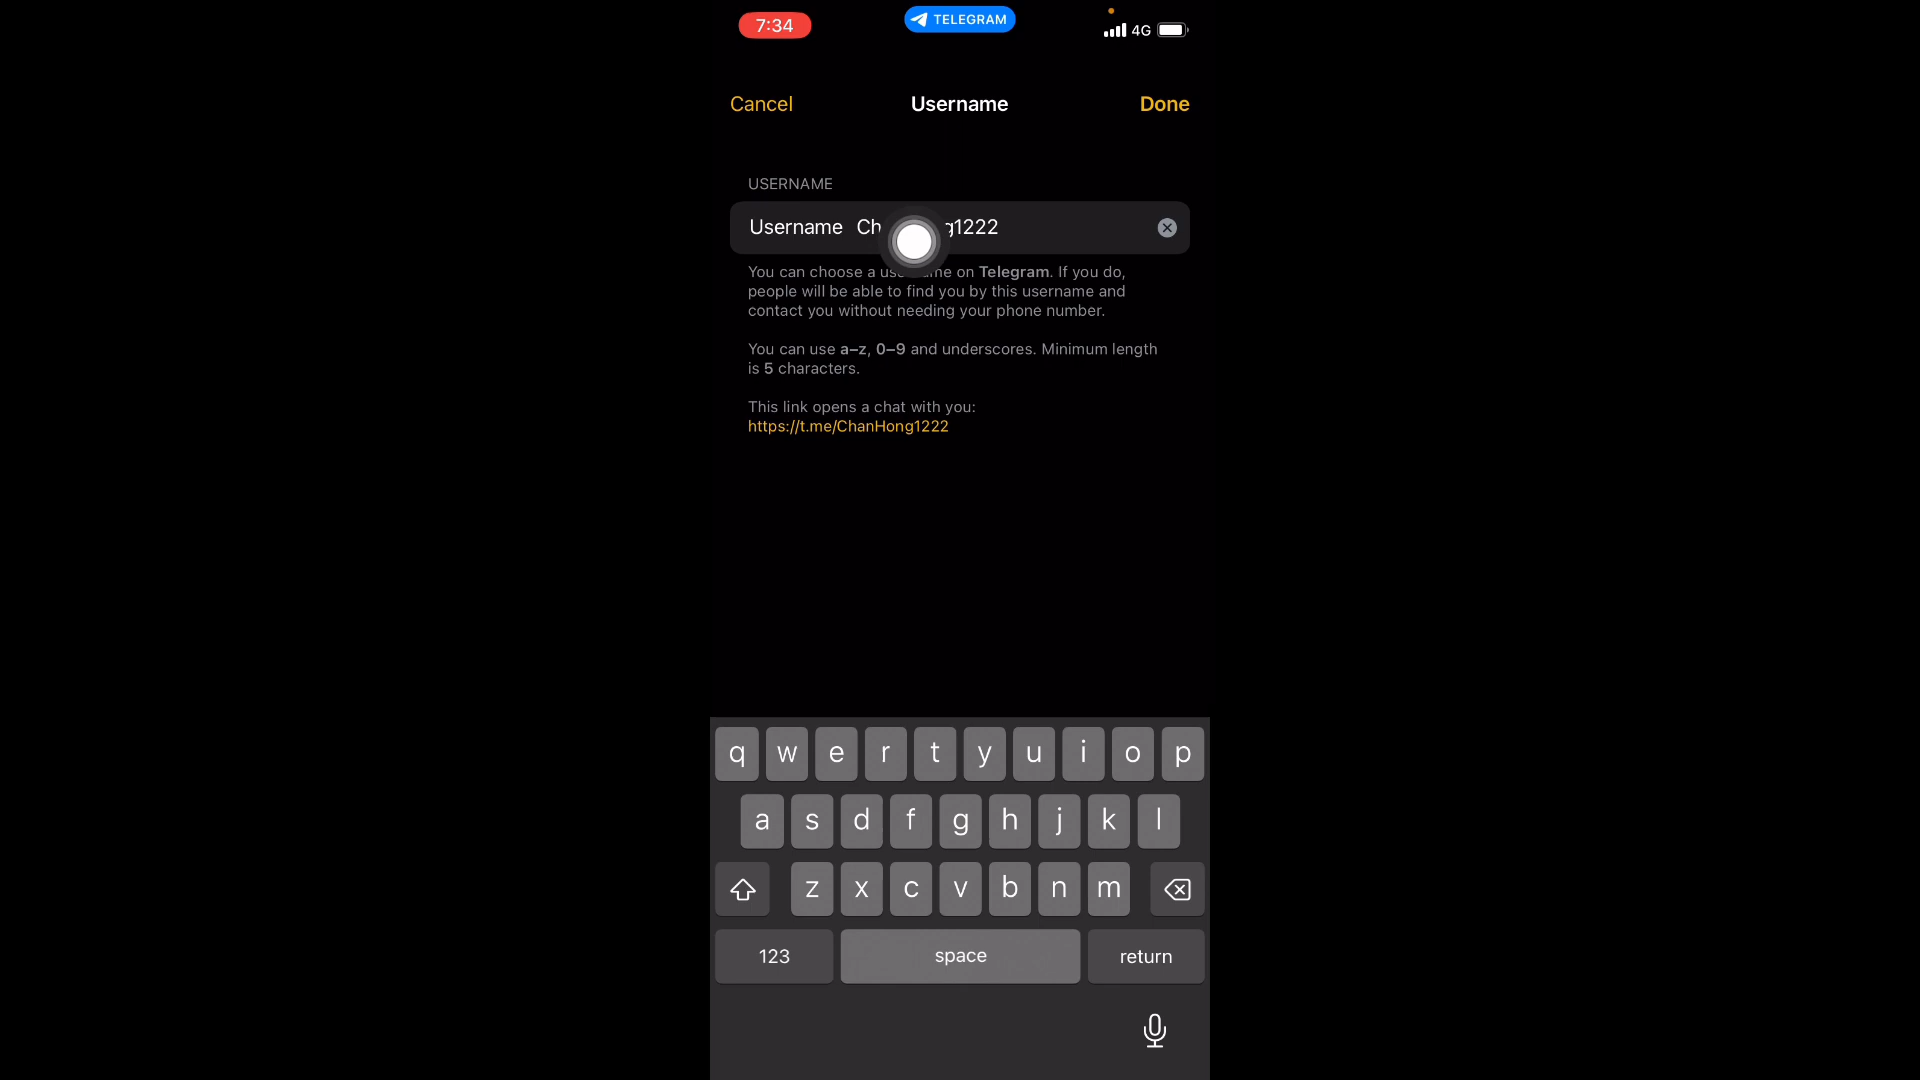 7:34
TELEGRAM
4G
Cancel
Username
Done
USERNAME
Username Ch g1222
You can choose a us me on Telegram. If you do,
people will be able to find you by this username and
contact you without needing your phone number.
You can use a–z, 0–9 and underscores. Minimum length
is 5 characters.
This link opens a chat with you:
https://t.me/ChanHong1222
q w e r t y u i o p
a s d f g h j k l
z x c v b n m
123 space return